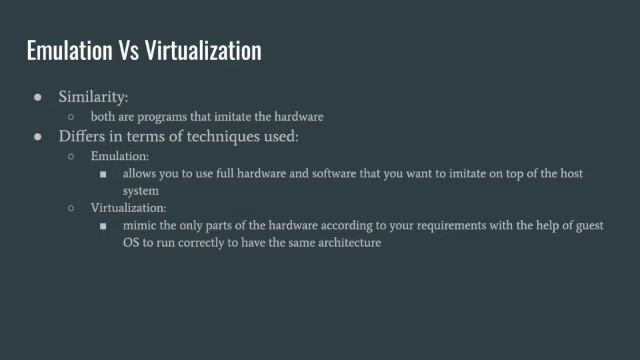 Emulation Vs Virtualization
● Similarity:
○ both are programs that imitate the hardware
● Differs in terms of techniques used:
○ Emulation:
■ allows you to use full hardware and software that you want to imitate on top of the host
system
○ Virtualization:
■ mimic the only parts of the hardware according to your requirements with the help of guest
OS to run correctly to have the same architecture